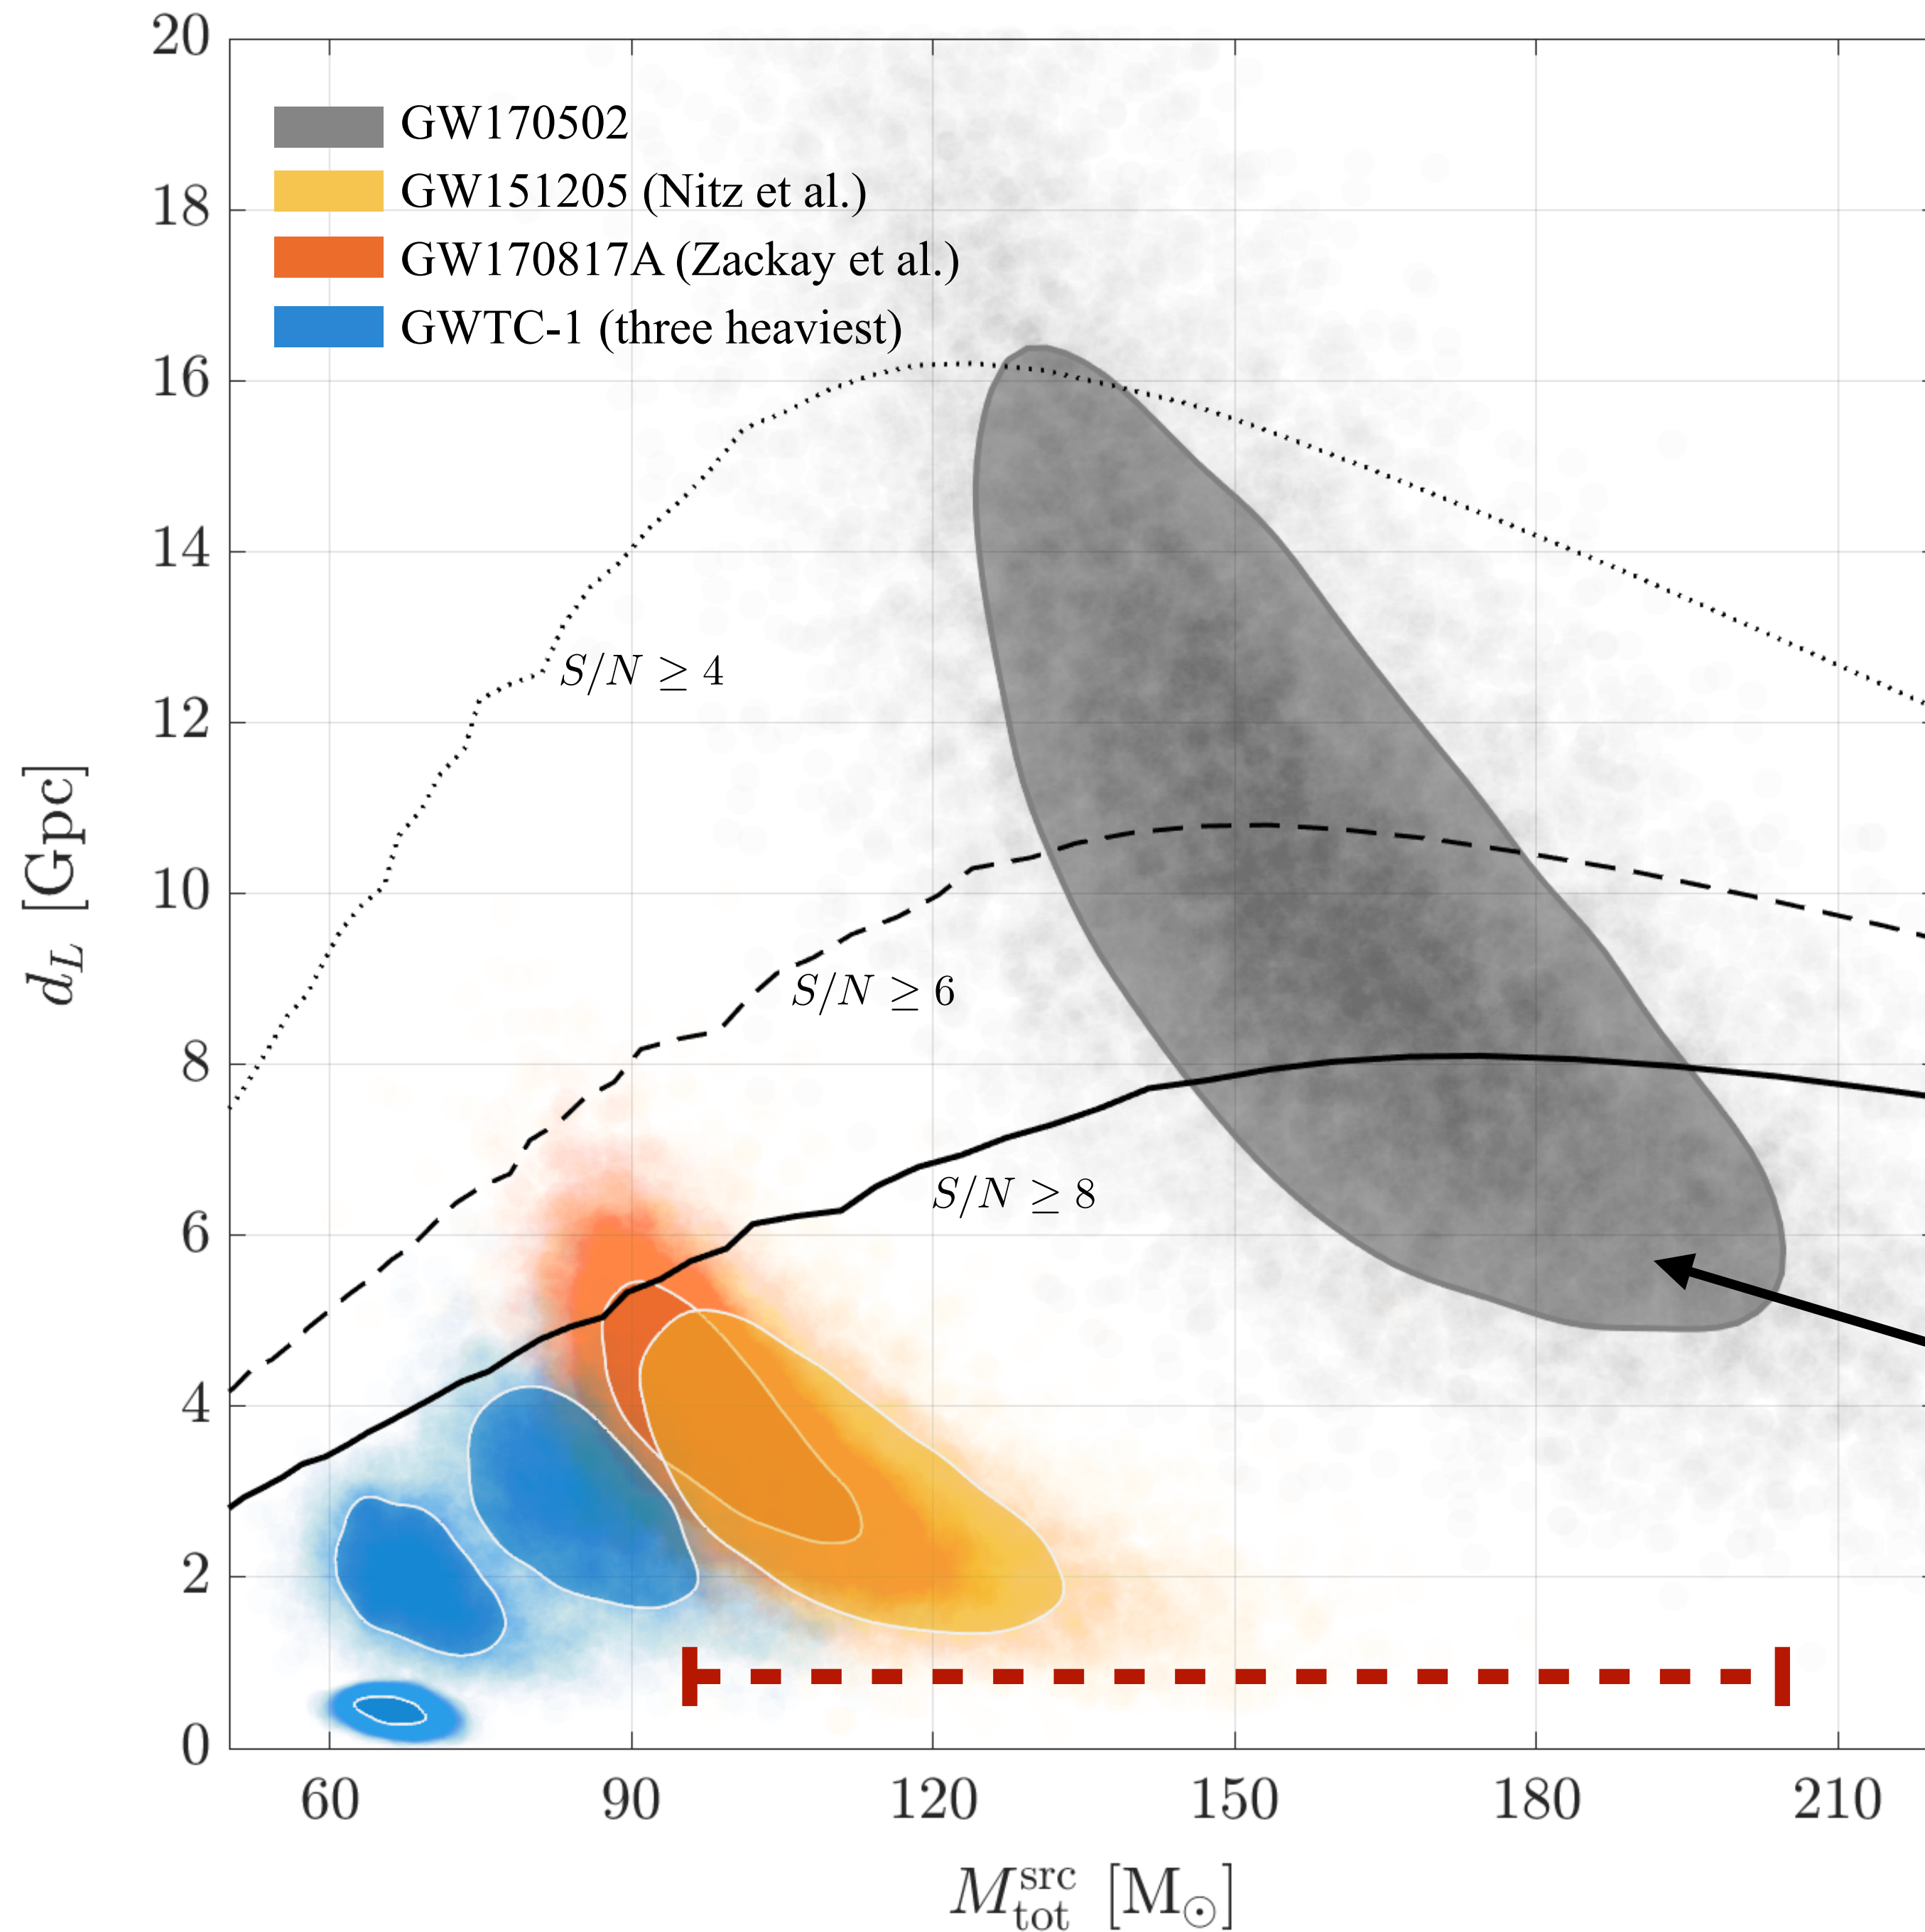 20
18
16
14
12
10
8
6
4
2
0
d_L [Gpc]
GW170502
GW151205 (Nitz et al.)
GW170817A (Zackay et al.)
GWTC-1 (three heaviest)
S/N ≥ 4
S/N ≥ 6
S/N ≥ 8
60 90 120 150 180 210
M_tot^src [M_⊙]